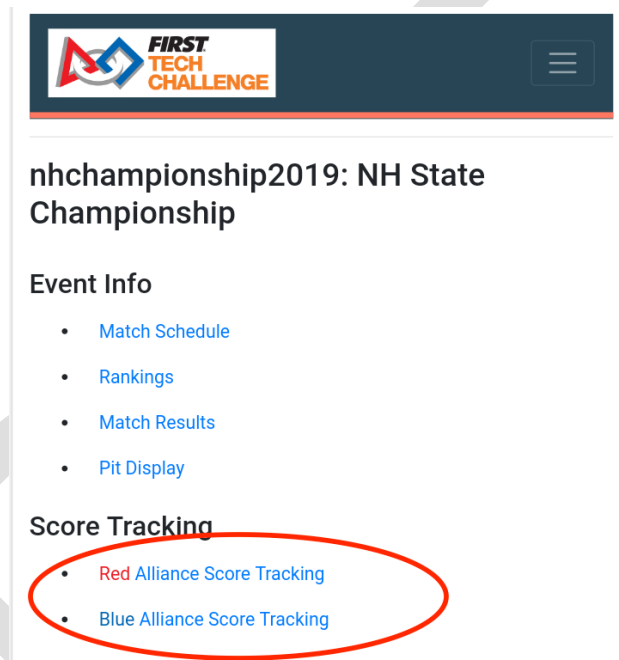 FIRST
TECH
CHALLENGE
nhchampionship2019: NH State
Championship
Event Info
• Match Schedule
• Rankings
• Match Results
• Pit Display
Score Tracking
• Red Alliance Score Tracking
• Blue Alliance Score Tracking